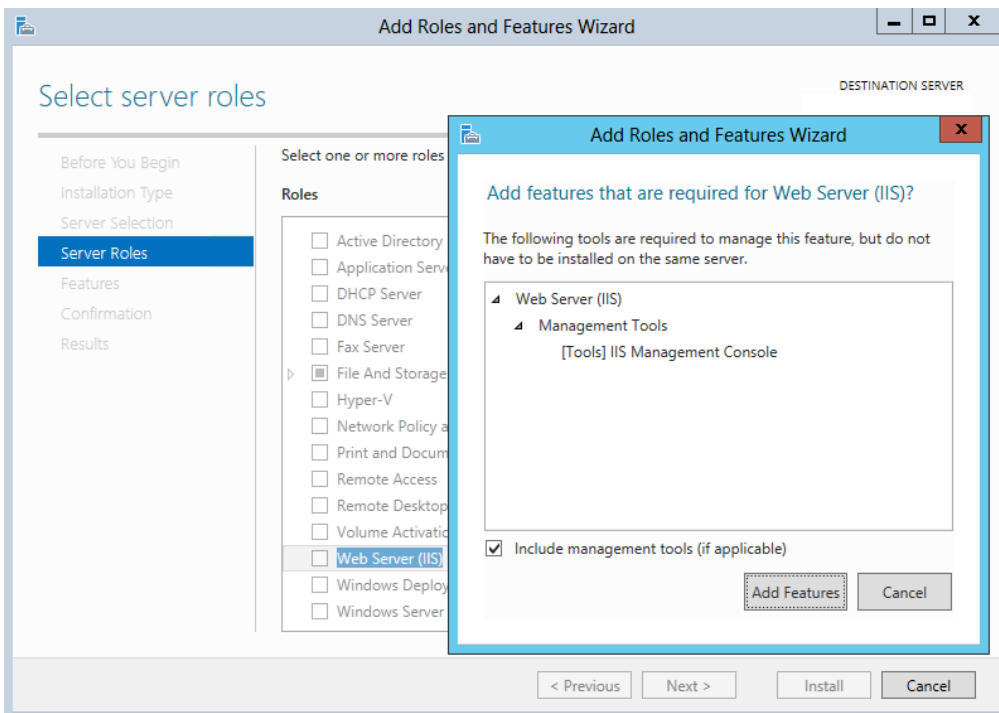 Add Roles and Features Wizard
Select server roles
DESTINATION SERVER
Before You Begin
Installation Type
Server Selection
Server Roles
Features
Confirmation
Results
Select one or more roles
Roles
Active Directory
Application
DHCP Server
DNS Server
Fax Server
File And Storage
Hyper-V
Network Policy
Print and
Remote Access
Remote Desktop
Volume
Web Server (IIS)
Windows
Windows Server
Add Roles and Features Wizard
Add features that are required for Web Server (IIS)?
The following tools are required to manage this feature, but do not
have to be installed on the same server.
Web Server (IIS)
Management Tools
[Tools] IIS Management Console
Include management tools (if applicable)
Add Features
Cancel
< Previous
Next >
Install
Cancel